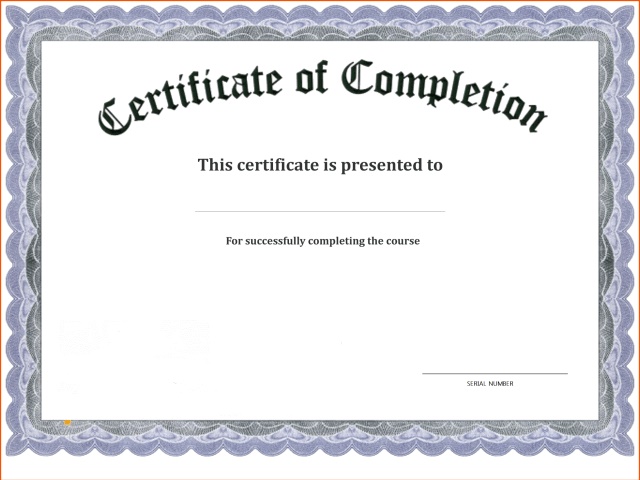 Certificate of Completion
This certificate is presented to
For successfully completing the course
SERIAL NUMBER